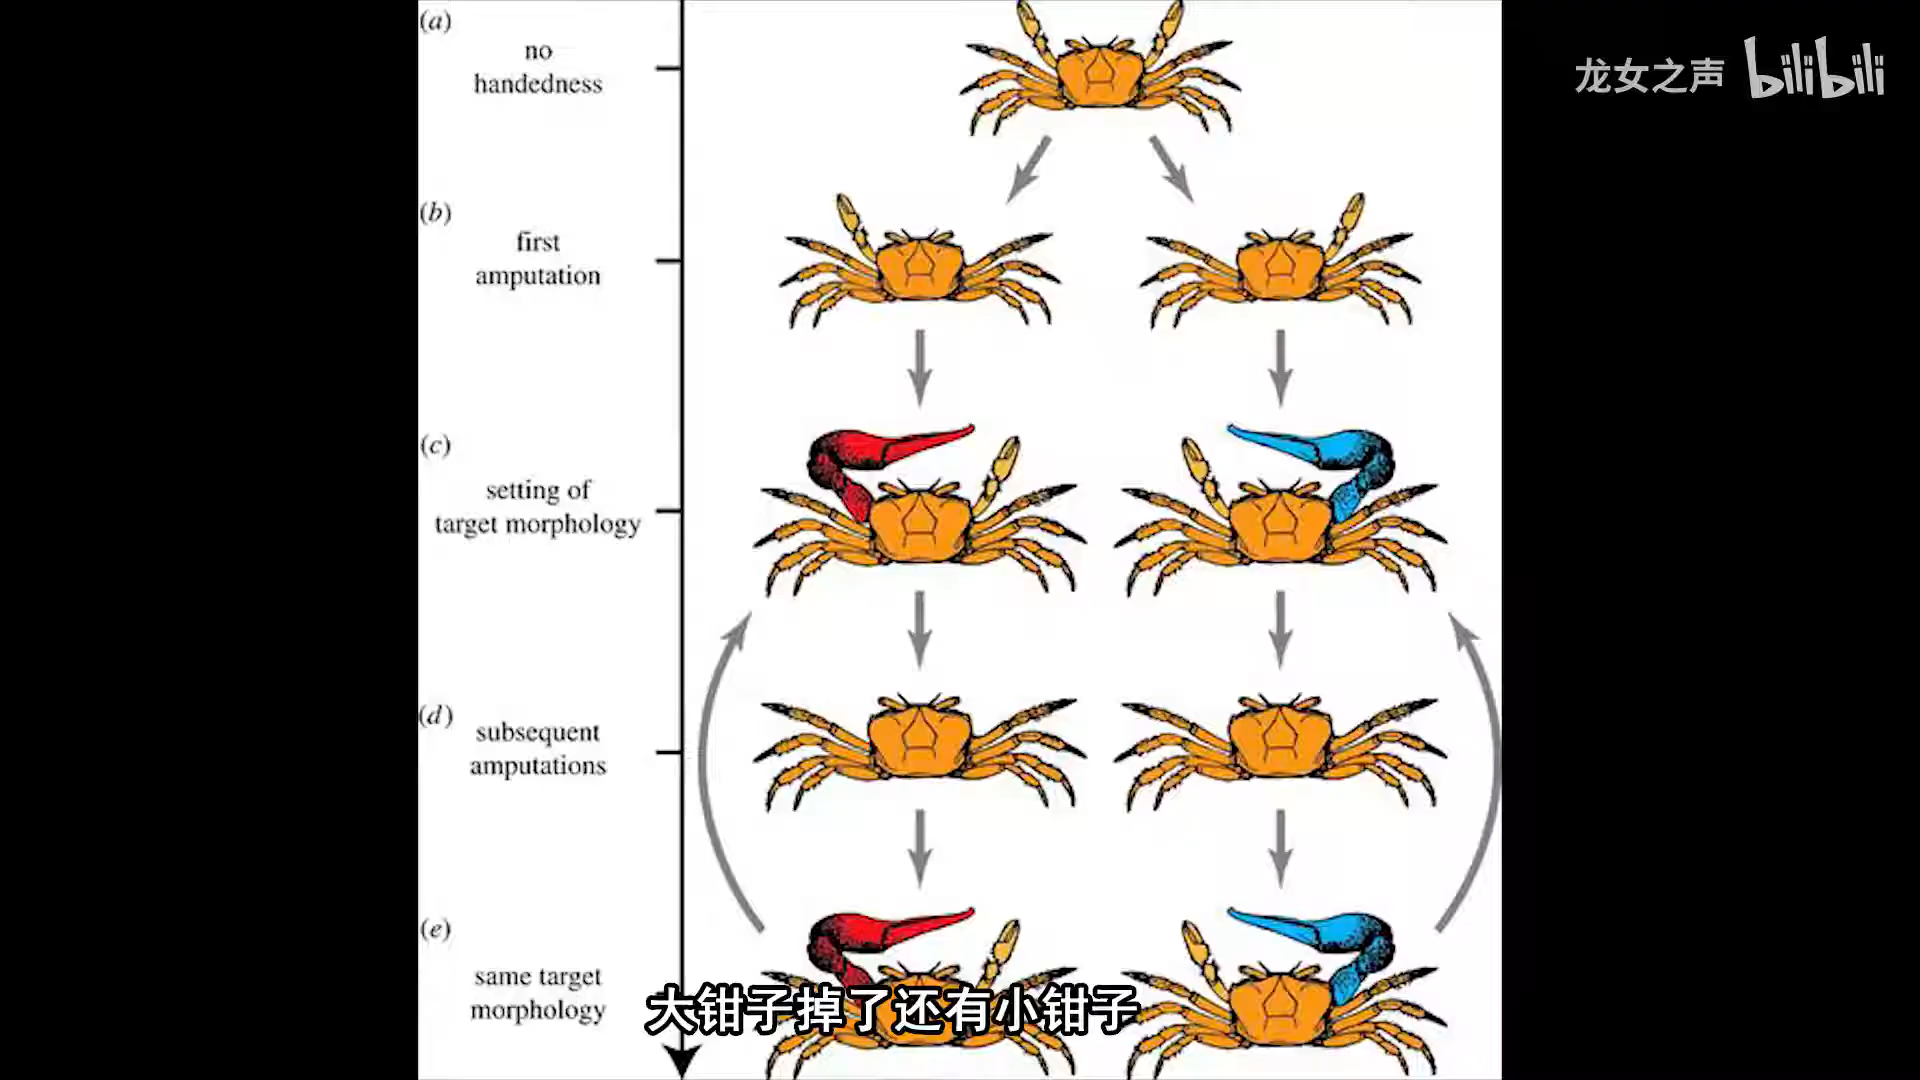 (a)
no
handedness
龙女之声 bilibili
(b)
first
amputation
(c)
setting of
target morphology
(d)
subsequent
amputations
(e)
same target
morphology
大钳子掉了还有小钳子